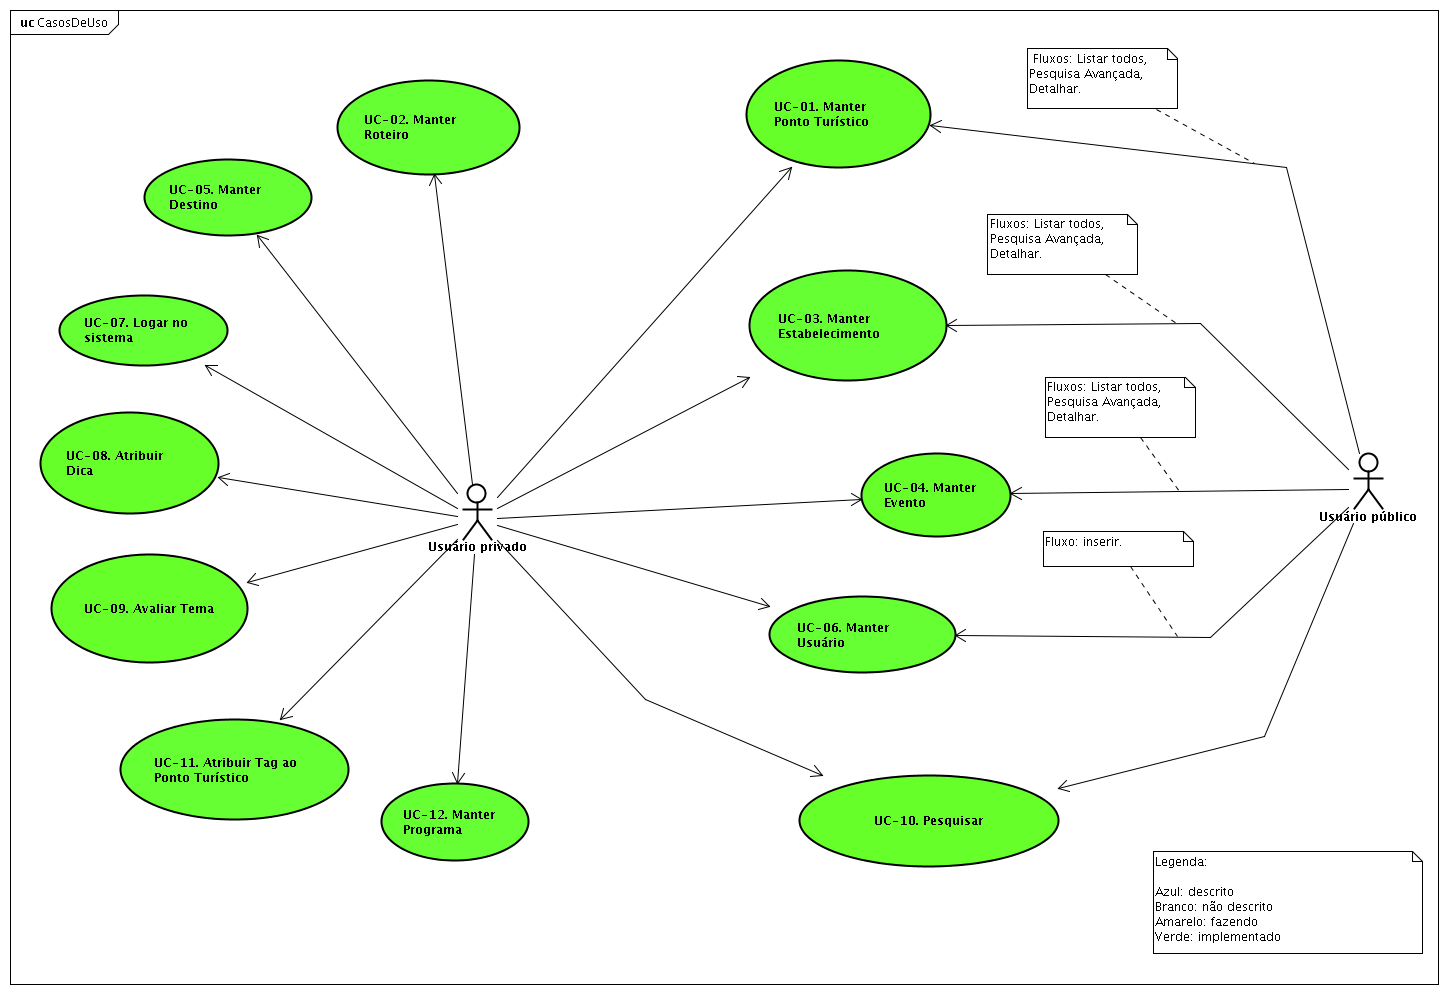 uc CasosDeUso
Fluxos: Listar todos,
Pesquisa Avançada,
Detalhar.
UC-01. Manter
Ponto Turístico
UC-02. Manter
Roteiro
UC-05. Manter
Destino
Fluxos: Listar todos,
Pesquisa Avançada,
Detalhar.
UC-07. Logar no
sistema
UC-03. Manter
Estabelecimento
Fluxos: Listar todos,
Pesquisa Avançada,
Detalhar.
UC-08. Atribuir
Dica
UC-04. Manter
Evento
Usuário público
Usuário privado
Fluxo: inserir.
UC-09. Avaliar Tema
UC-06. Manter
Usuário
UC-11. Atribuir Tag ao
Ponto Turístico
UC-12. Manter
Programa
UC-10. Pesquisar
Legenda:
Azul: descrito
Branco: não descrito
Amarelo: fazendo
Verde: implementado